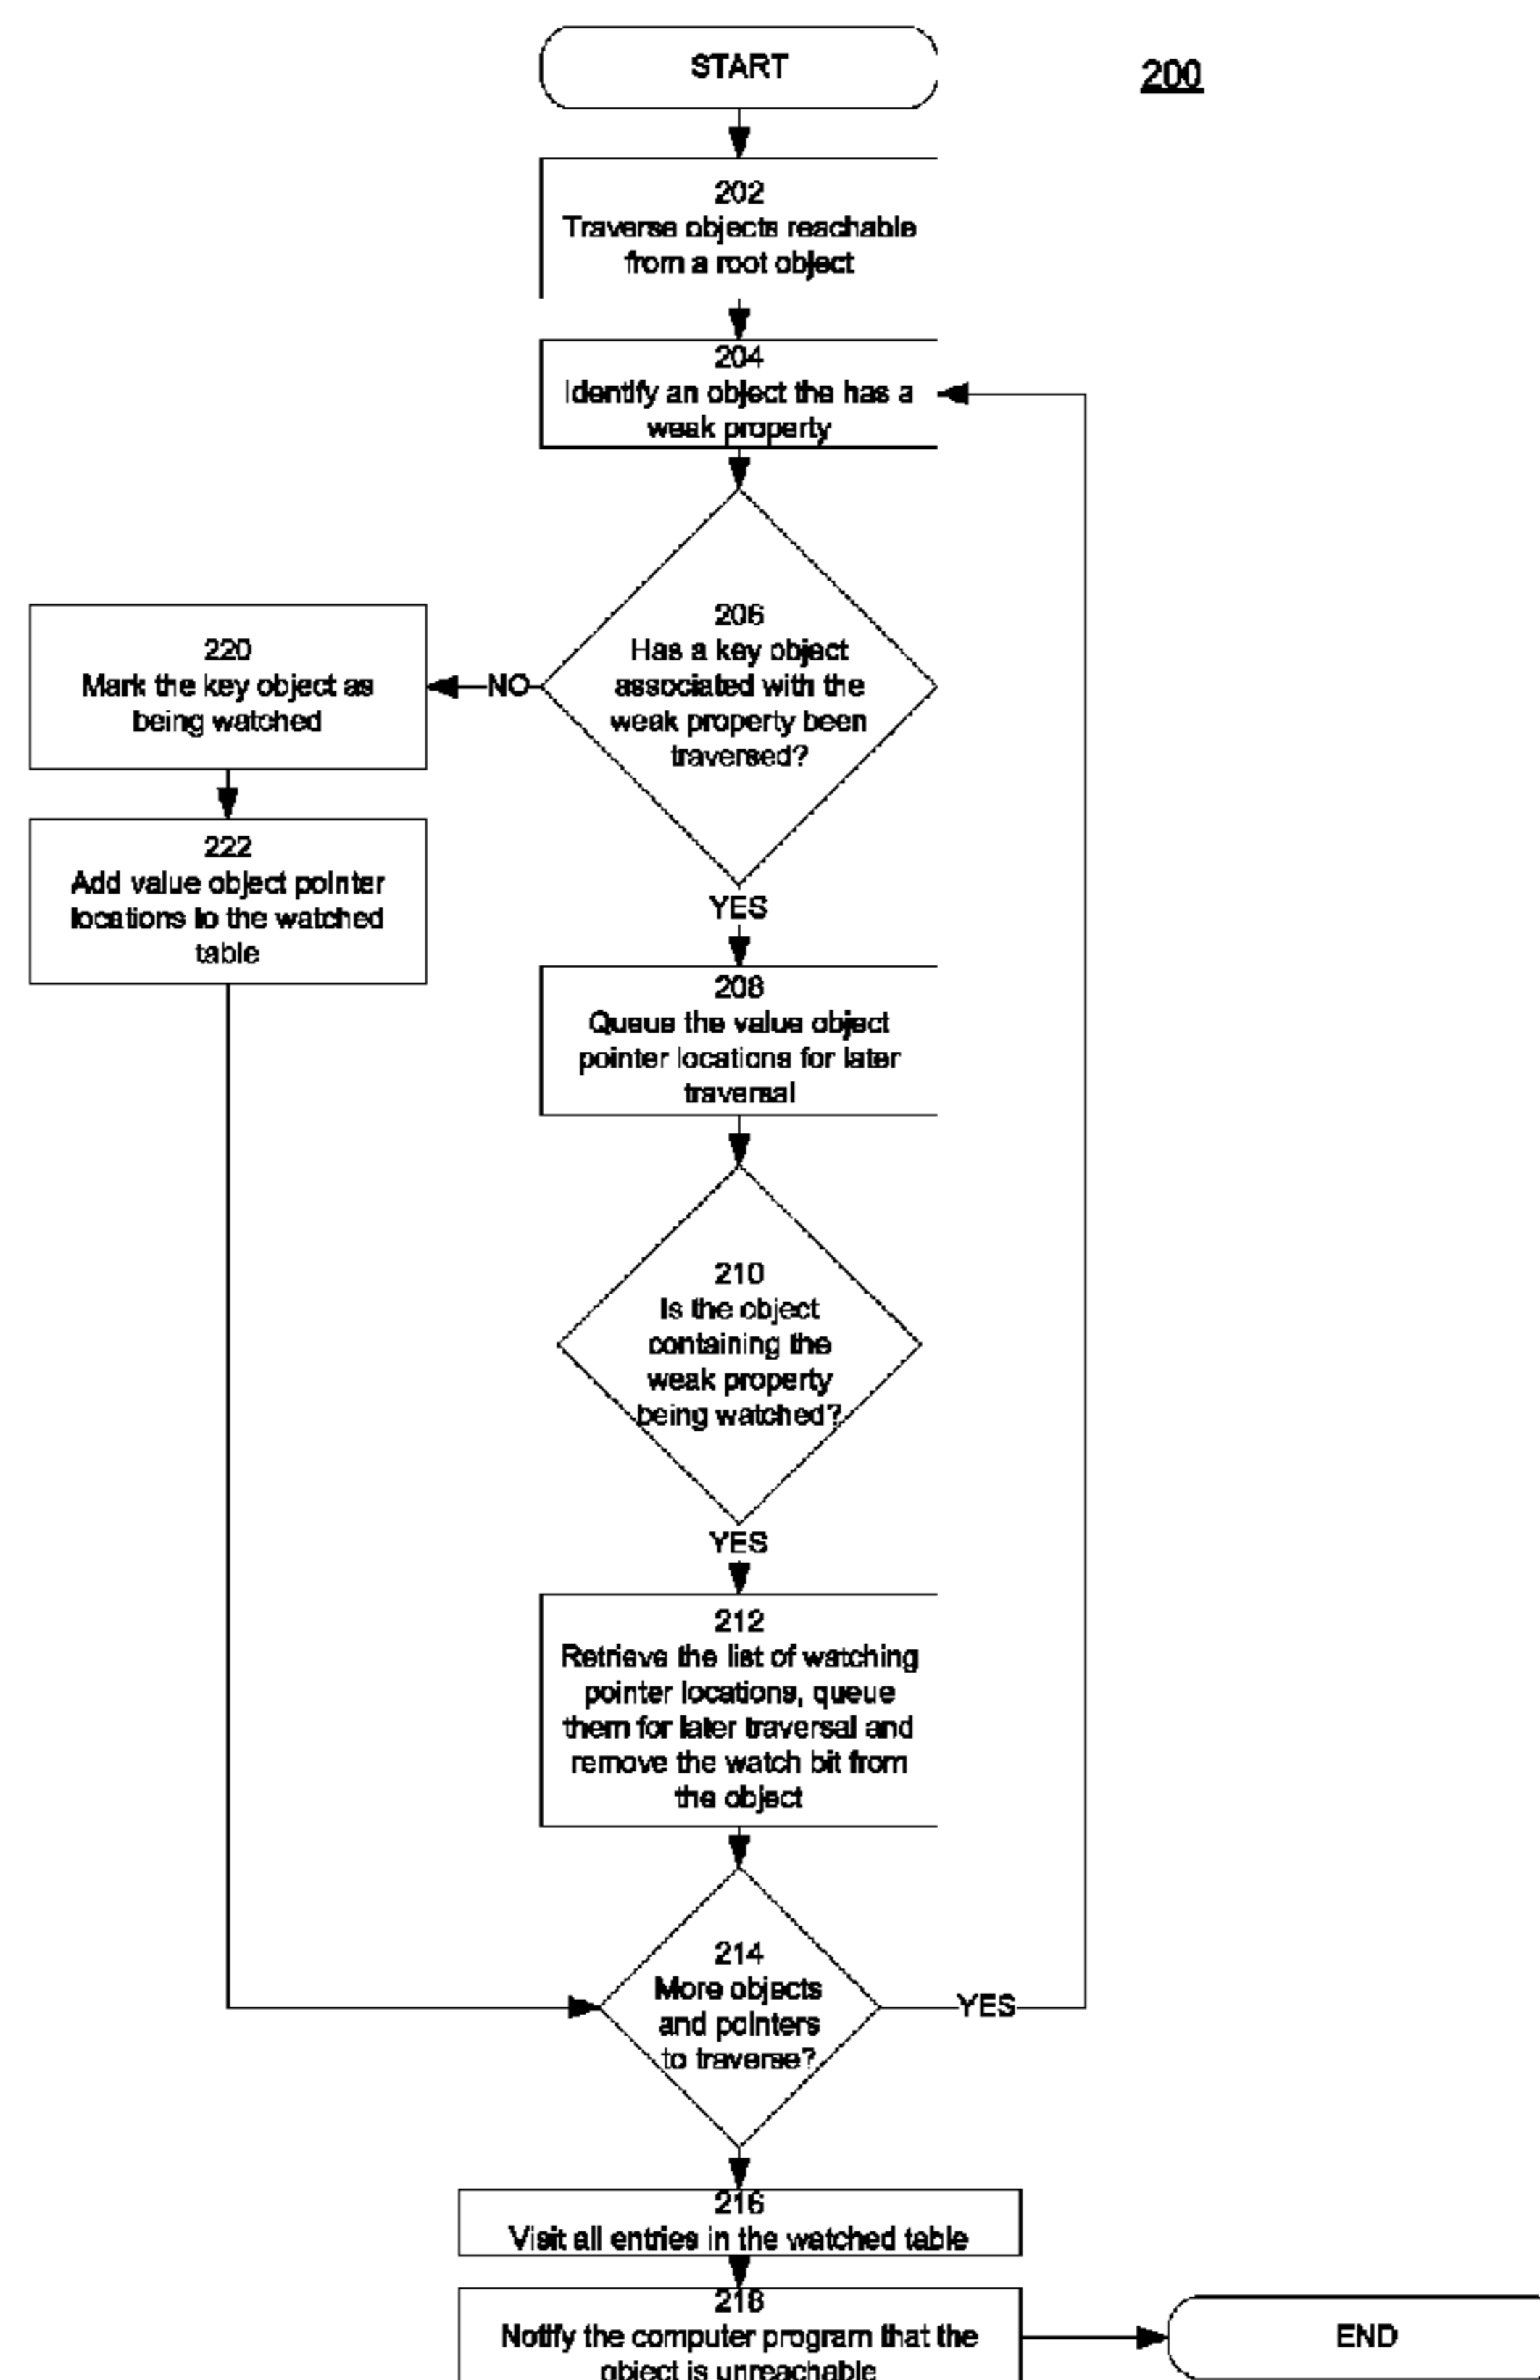 START
200
202
Traverse objects reachable
from a root object
204
Identify an object the has a
weak property
206
Has a key object
associated with the
weak property been
traversed?
NO
220
Mark the key object as
being watched
222
Add value object pointer
locations to the watched
table
YES
208
Queue the value object
pointer locations for later
traversal
210
Is the object
containing the
weak property
being watched?
YES
212
Retrieve the list of watching
pointer locations, queue
them for later traversal and
remove the watch bit from
the object
214
More objects
and pointers
to traverse?
YES
216
Visit all entries in the watched table
218
Notify the computer program that the
object is unreachable
END